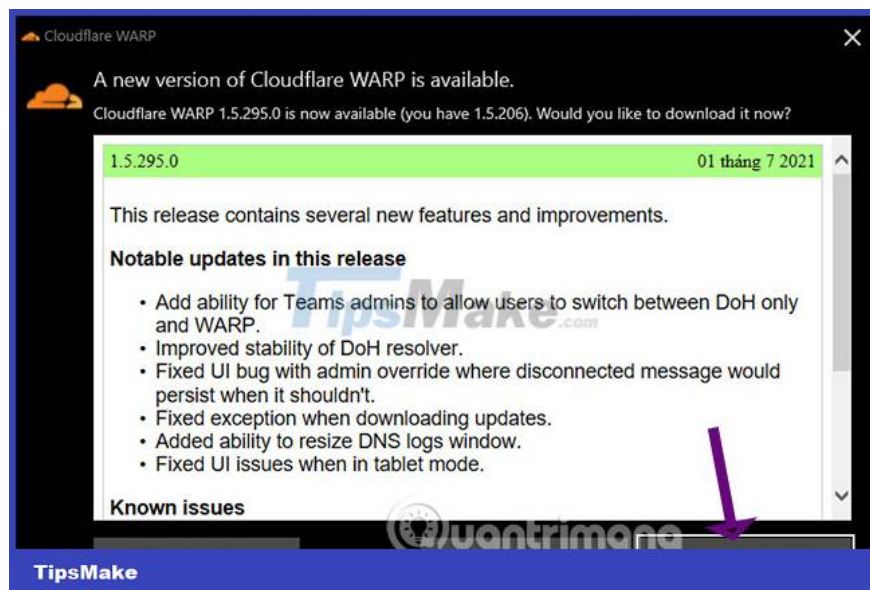 Cloudflare WARP
A new version of Cloudflare WARP is available.
Cloudflare WARP 1.5.295.0 is now available (you have 1.5.206). Would you like to download it now?
1.5.295.0 01 tháng 7 2021
This release contains several new features and improvements.
Notable updates in this release
• Add ability for Teams admins to allow users to switch between DoH only
and WARP.
• Improved stability of DoH resolver.
• Fixed UI bug with admin override where disconnected message would
persist when it shouldn't.
• Fixed exception when downloading updates.
• Added ability to resize DNS logs window.
• Fixed UI issues when in tablet mode.
Known issues
TipsMake.com
Quantrimang
TipsMake